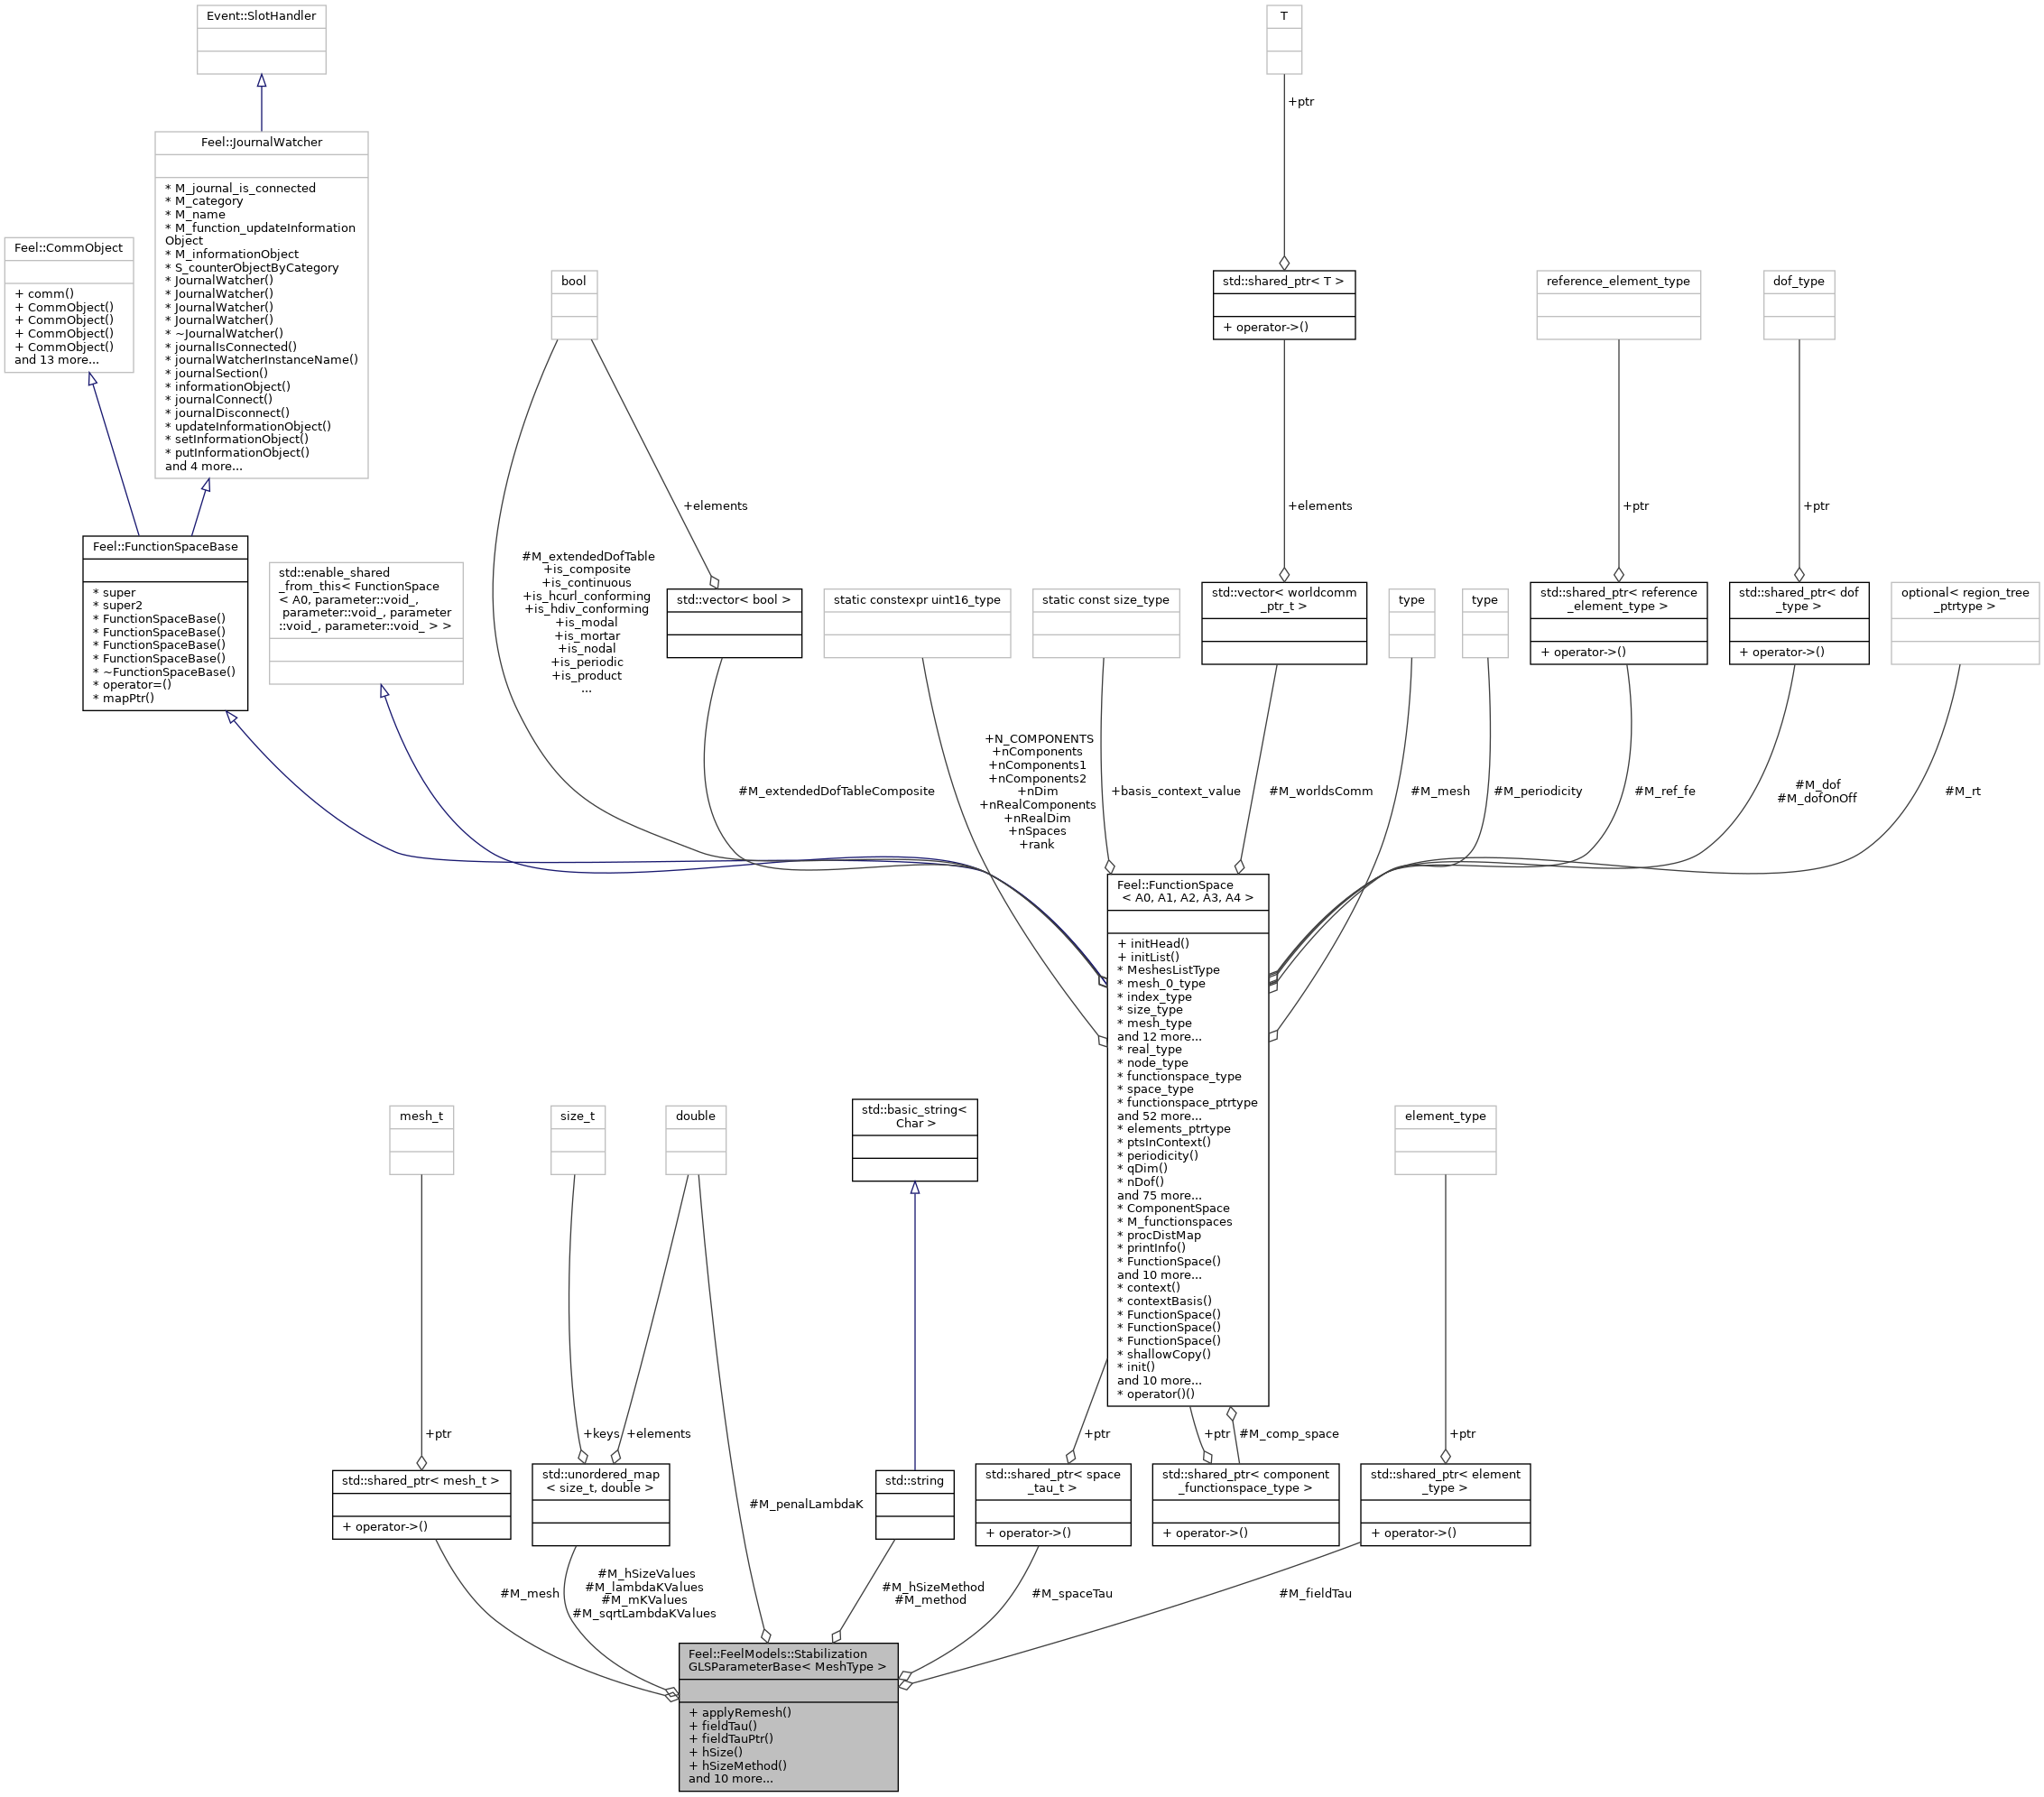 Event::SlotHandler
T
+ptr
Feel::JournalWatcher
* M_journal_is_connected
* M_category
* M_name
* M_function_updateInformation
Object
* M_informationObject
* S_counterObjectByCategory
* JournalWatcher()
* JournalWatcher()
* JournalWatcher()
* JournalWatcher()
* ~JournalWatcher()
* journalIsConnected()
* journalWatcherInstanceName()
* journalSection()
* informationObject()
* journalConnect()
* journalDisconnect()
* updateInformationObject()
* setInformationObject()
* putInformationObject()
and 4 more...
Feel::CommObject
+ comm()
+ CommObject()
+ CommObject()
+ CommObject()
+ CommObject()
and 13 more...
bool
std::shared_ptr< T >
+ operator->()
reference_element_type
dof_type
+elements
+elements
+ptr
+ptr
Feel::FunctionSpaceBase
* super
* super2
* FunctionSpaceBase()
* FunctionSpaceBase()
* FunctionSpaceBase()
* FunctionSpaceBase()
* ~FunctionSpaceBase()
* operator=()
* mapPtr()
std::enable_shared
_from_this< FunctionSpace
< A0, parameter::void_,
parameter::void_, parameter
::void_, parameter::void_ > >
#M_extendedDofTable
+is_composite
+is_continuous
+is_hcurl_conforming
+is_hdiv_conforming
+is_modal
+is_mortar
+is_nodal
+is_periodic
+is_product
...
std::vector< bool >
static constexpr uint16_type
static const size_type
std::vector< worldcomm
_ptr_t >
type
type
std::shared_ptr< reference
_element_type >
+ operator->()
std::shared_ptr< dof
_type >
+ operator->()
optional< region_tree
_ptrtype >
#M_extendedDofTableComposite
+N_COMPONENTS
+nComponents
+nComponents1
+nComponents2
+nDim
+nRealComponents
+nRealDim
+nSpaces
+rank
+basis_context_value
#M_worldsComm
#M_mesh
#M_periodicity
#M_ref_fe
#M_dof
#M_dofOnOff
#M_rt
Feel::FunctionSpace
< A0, A1, A2, A3, A4 >
+ initHead()
+ initList()
* MeshesListType
* mesh_0_type
* index_type
* size_type
* mesh_type
and 12 more...
* real_type
* node_type
* functionspace_type
* space_type
* functionspace_ptrtype
and 52 more...
* elements_ptrtype
* ptsInContext()
* periodicity()
* qDim()
* nDof()
and 75 more...
* ComponentSpace
* M_functionspaces
* procDistMap
* printInfo()
* FunctionSpace()
and 10 more...
* context()
* contextBasis()
* FunctionSpace()
* FunctionSpace()
* FunctionSpace()
* shallowCopy()
* init()
and 10 more...
* operator()()
mesh_t
size_t
double
std::basic_string<
Char >
element_type
+ptr
+keys
+elements
+ptr
+ptr
#M_comp_space
+ptr
std::shared_ptr< mesh_t >
+ operator->()
std::unordered_map
< size_t, double >
#M_penalLambdaK
std::string
std::shared_ptr< space
_tau_t >
+ operator->()
std::shared_ptr< component
_functionspace_type >
+ operator->()
std::shared_ptr< element
_type >
+ operator->()
#M_mesh
#M_hSizeValues
#M_lambdaKValues
#M_mKValues
#M_sqrtLambdaKValues
#M_hSizeMethod
#M_method
#M_spaceTau
#M_fieldTau
Feel::FeelModels::Stabilization
GLSParameterBase< MeshType >
+ applyRemesh()
+ fieldTau()
+ fieldTauPtr()
+ hSize()
+ hSizeMethod()
and 10 more...